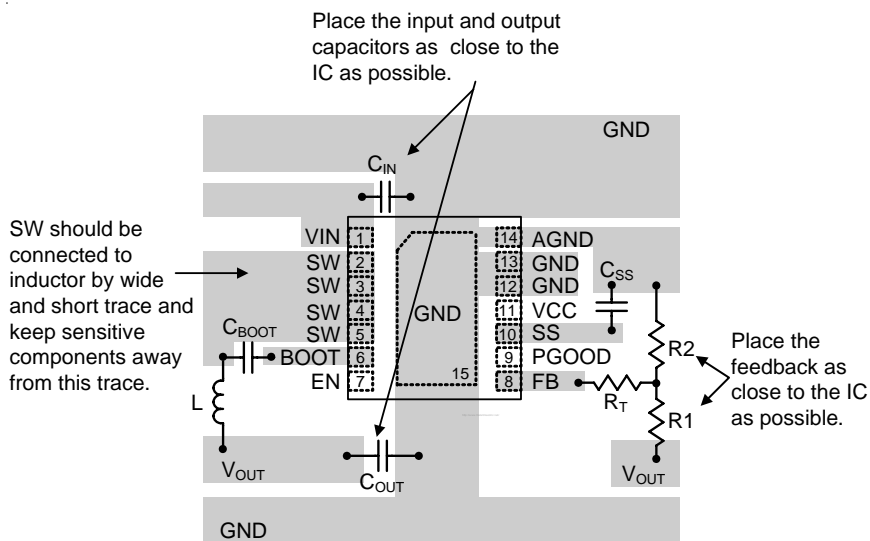 Place the input and output
capacitors as close to the
IC as possible.
GND
CIN
SW should be
connected to
inductor by wide
and short trace and
keep sensitive
components away
from this trace.
VIN 1
SW 2
SW 3
SW 4
SW 5
BOOT 6
EN 7
GND
15
14 AGND
13 GND
12 GND
11 VCC
10 SS
9 PGOOD
8 FB
CSS
CBOOT
L
VOUT
COUT
RT
R2
R1
VOUT
Place the
feedback as
close to the IC
as possible.
GND